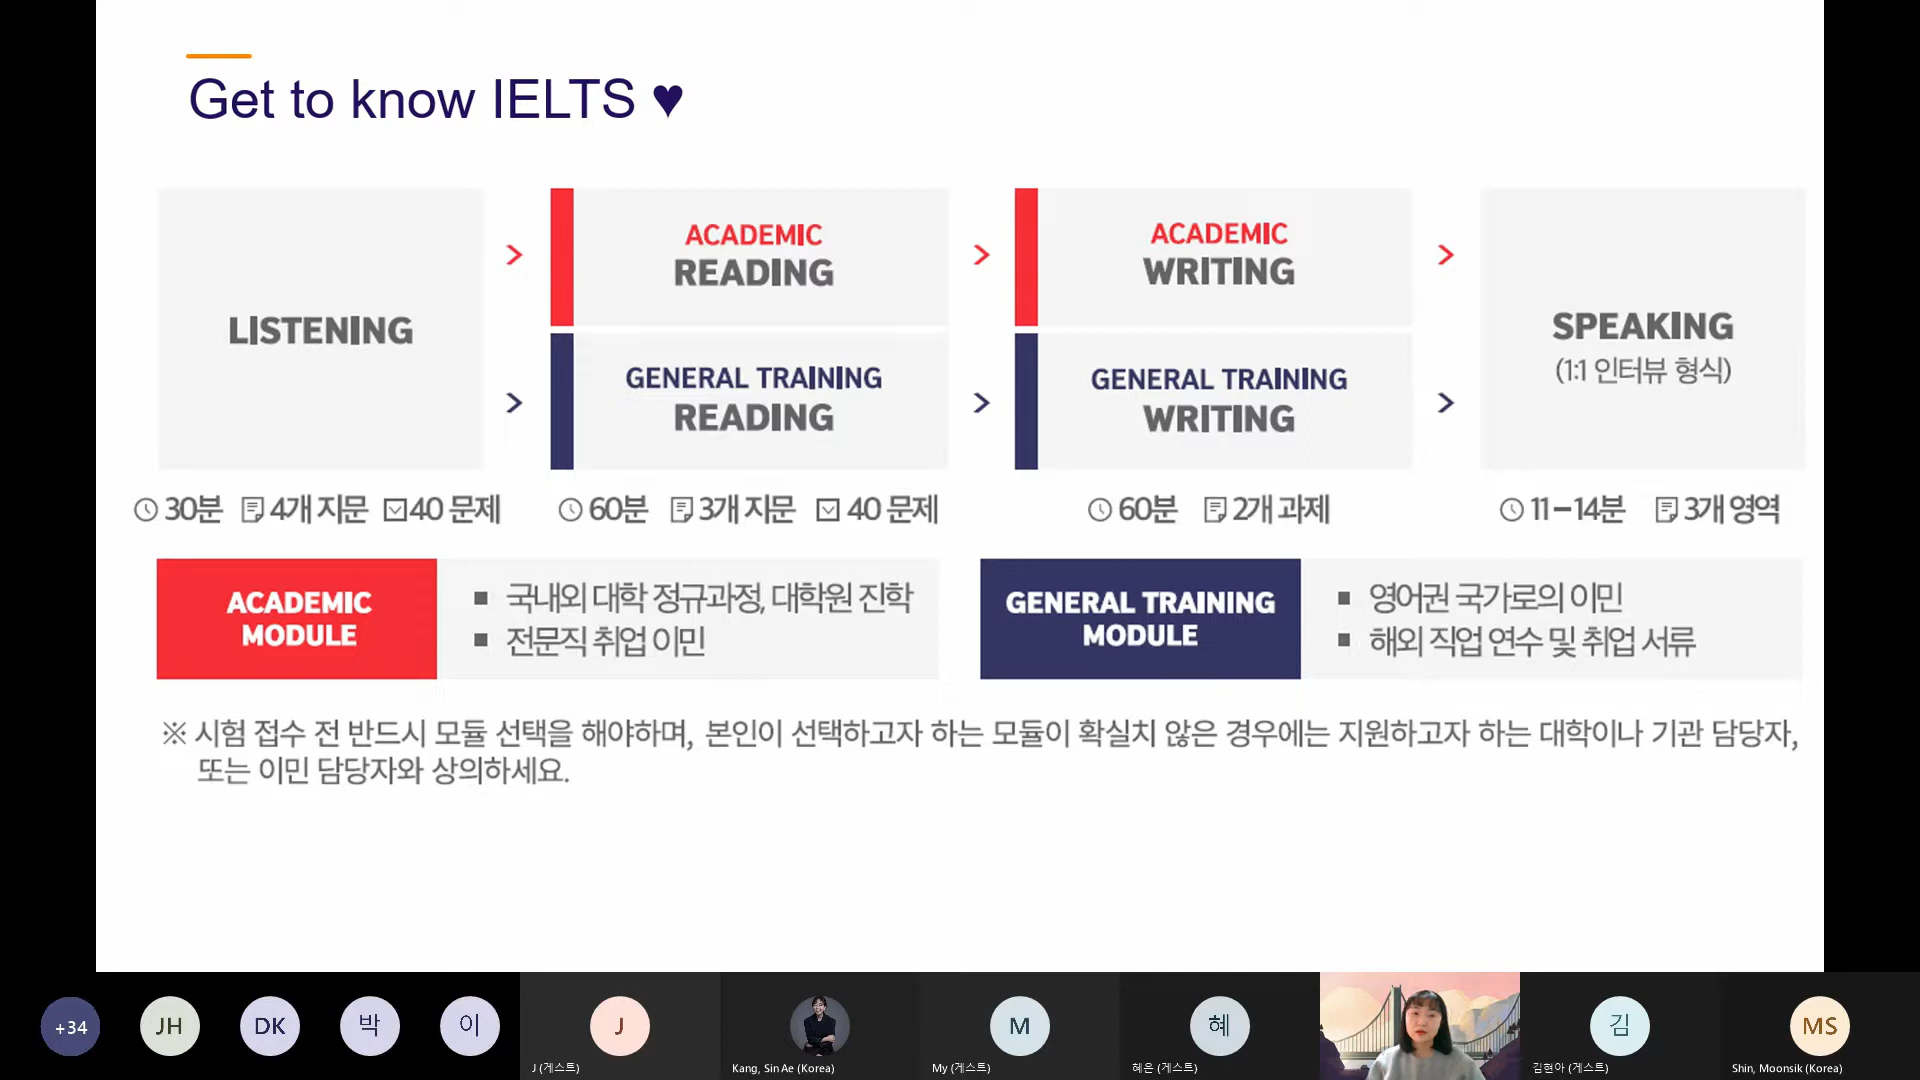 Get to know IELTS ♥
LISTENING
ACADEMIC
READING
GENERAL TRAINING
READING
ACADEMIC
WRITING
GENERAL TRAINING
WRITING
SPEAKING
(1:1 인터뷰 형식)
30분 4개 지문 40 문제
60분 3개 지문 40 문제
60분 2개 과제
11-14분 3개 영역
ACADEMIC
MODULE
■ 국내외 대학 정규과정, 대학원 진학
■ 전문직 취업 이민
GENERAL TRAINING
MODULE
■ 영어권 국가로의 이민
■ 해외 직업 연수 및 취업 서류
※ 시험 접수 전 반드시 모듈 선택을 해야하며, 본인이 선택하고자 하는 모듈이 확실치 않은 경우에는 지원하고자 하는 대학이나 기관 담당자,
또는 이민 담당자와 상의하세요.
+34
JH
DK
박
이
J
J (게스트)
Kang, Sin Ae (Korea)
M
My (게스트)
혜
혜은 (게스트)
김
김현아 (게스트)
MS
Shin, Moonsik (Korea)